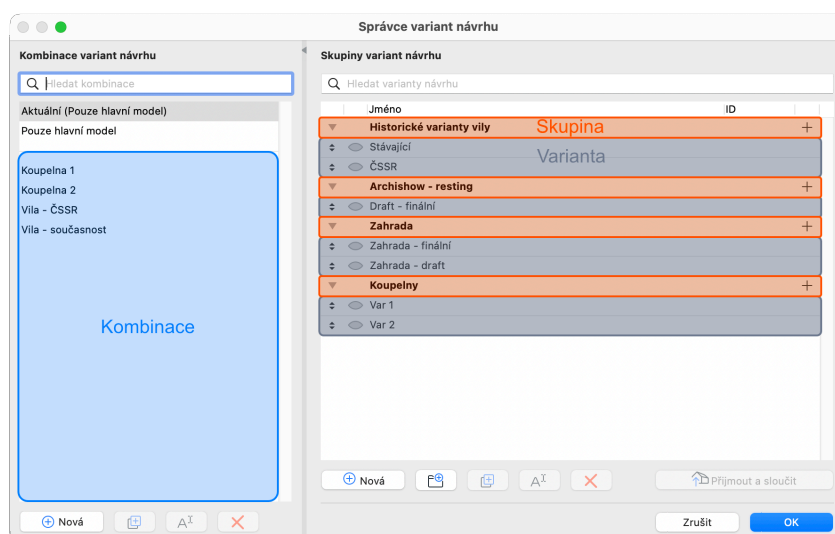 Správce variant návrhu
Kombinace variant návrhu
Hledat kombinace
Aktuální (Pouze hlavní model)
Pouze hlavní model
Koupelna 1
Koupelna 2
Vila - ČSSR
Vila - současnost
Kombinace
Nová
Skupiny variant návrhu
Hledat varianty návrhu
Jméno ID
Historické varianty vily Skupina
Stávající
Varianta
ČSSR
Archishow - resting
Draft - finální
Zahrada
Zahrada - finální
Zahrada - draft
Koupelny
Var 1
Var 2
Nová Přijmout a sloučit
Zrušit OK